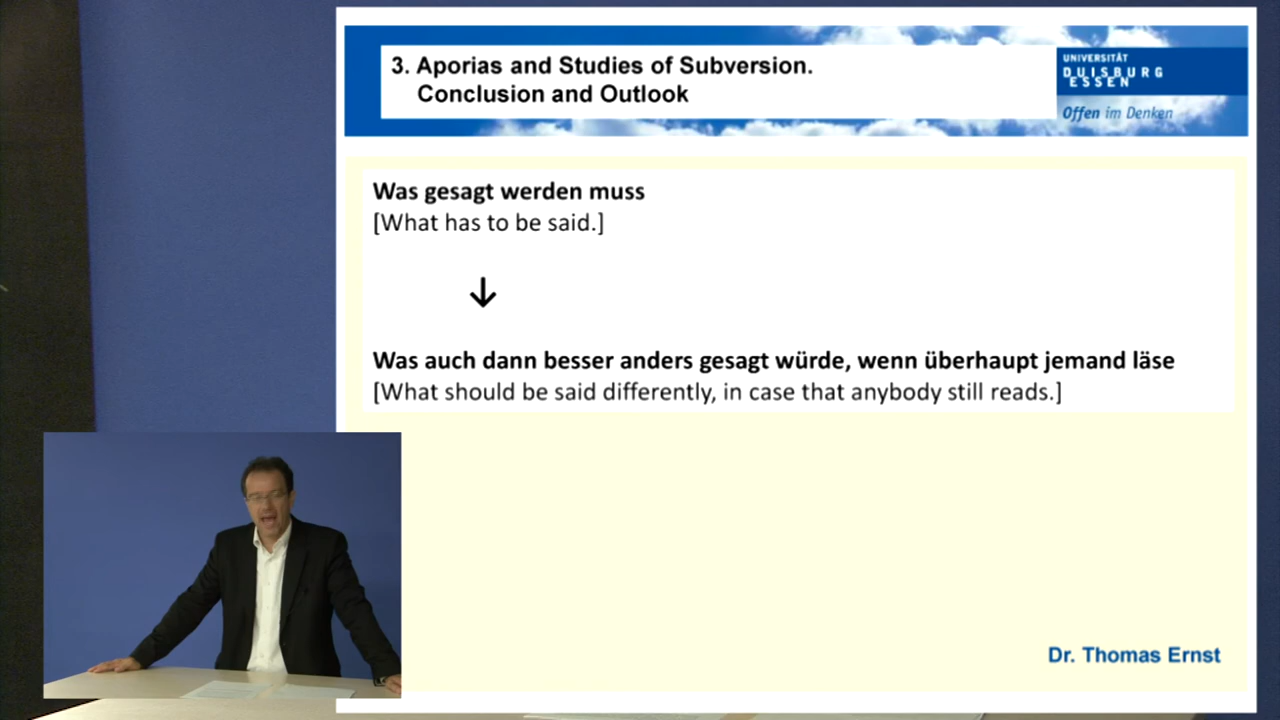 3. Aporias and Studies of Subversion.
Conclusion and Outlook
UNIVERSITÄT
DUISBURG
ESSEN
Offen im Denken
Was gesagt werden muss
[What has to be said.]
↓
Was auch dann besser anders gesagt würde, wenn überhaupt jemand läse
[What should be said differently, in case that anybody still reads.]
Dr. Thomas Ernst